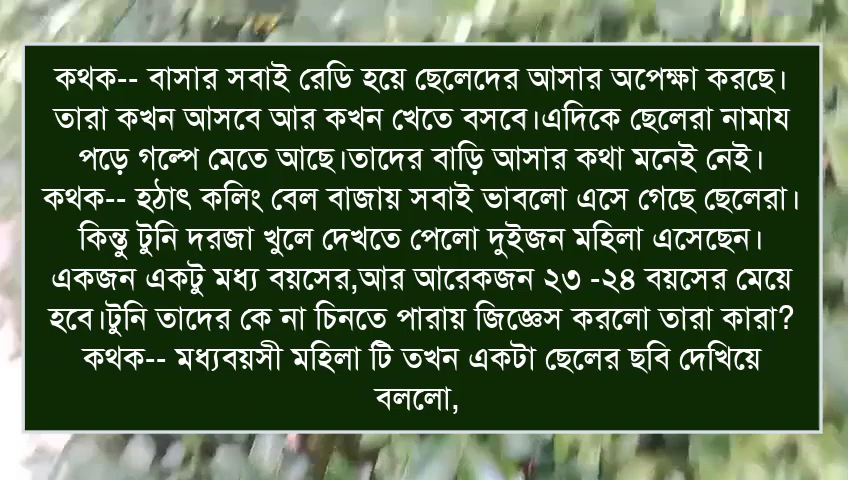 কথক-- বাসার সবাই রেডি হয়ে ছেলেদের আসার অপেক্ষা করছে।
তারা কখন আসবে আর কখন খেতে বসবে।এদিকে ছেলেরা নামায
পড়ে গল্পে মেতে আছে।তাদের বাড়ি আসার কথা মনেই নেই।
কথক-- হঠাৎ কলিং বেল বাজায় সবাই ভাবলো এসে গেছে ছেলেরা।
কিন্তু টুনি দরজা খুলে দেখতে পেলো দুইজন মহিলা এসেছেন।
একজন একটু মধ্য বয়সের,আর আরেকজন ২৩ -২৪ বয়সের মেয়ে
হবে।টুনি তাদের কে না চিনতে পারায় জিজ্ঞেস করলো তারা কারা?
কথক-- মধ্যবয়সী মহিলা টি তখন একটা ছেলের ছবি দেখিয়ে
বললো,